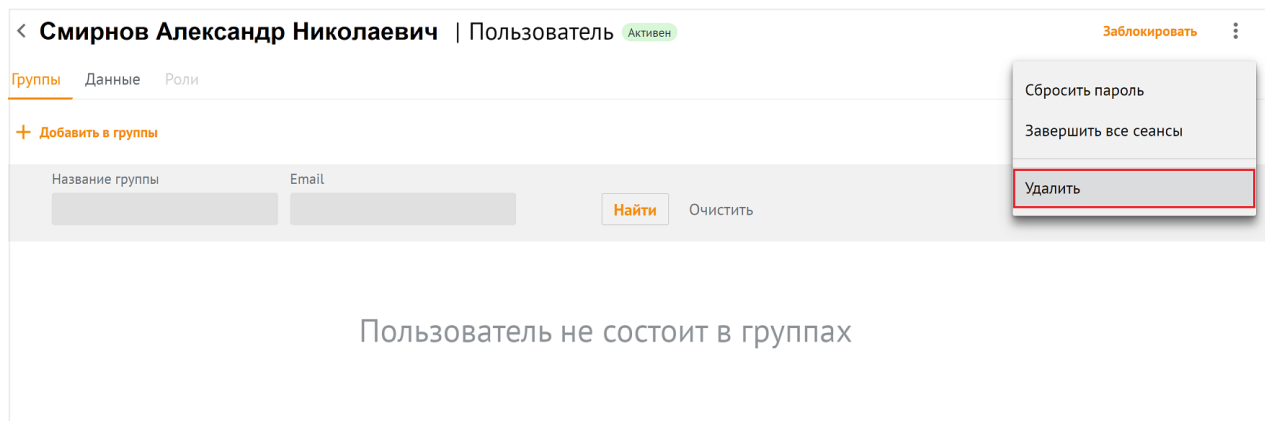 Смирнов Александр Николаевич | Пользователь Активен
Заблокировать
Группы Данные Роли
Сбросить пароль
Завершить все сеансы
Удалить
+ Добавить в группы
Название группы Email
Найти Очистить
Пользователь не состоит в группах